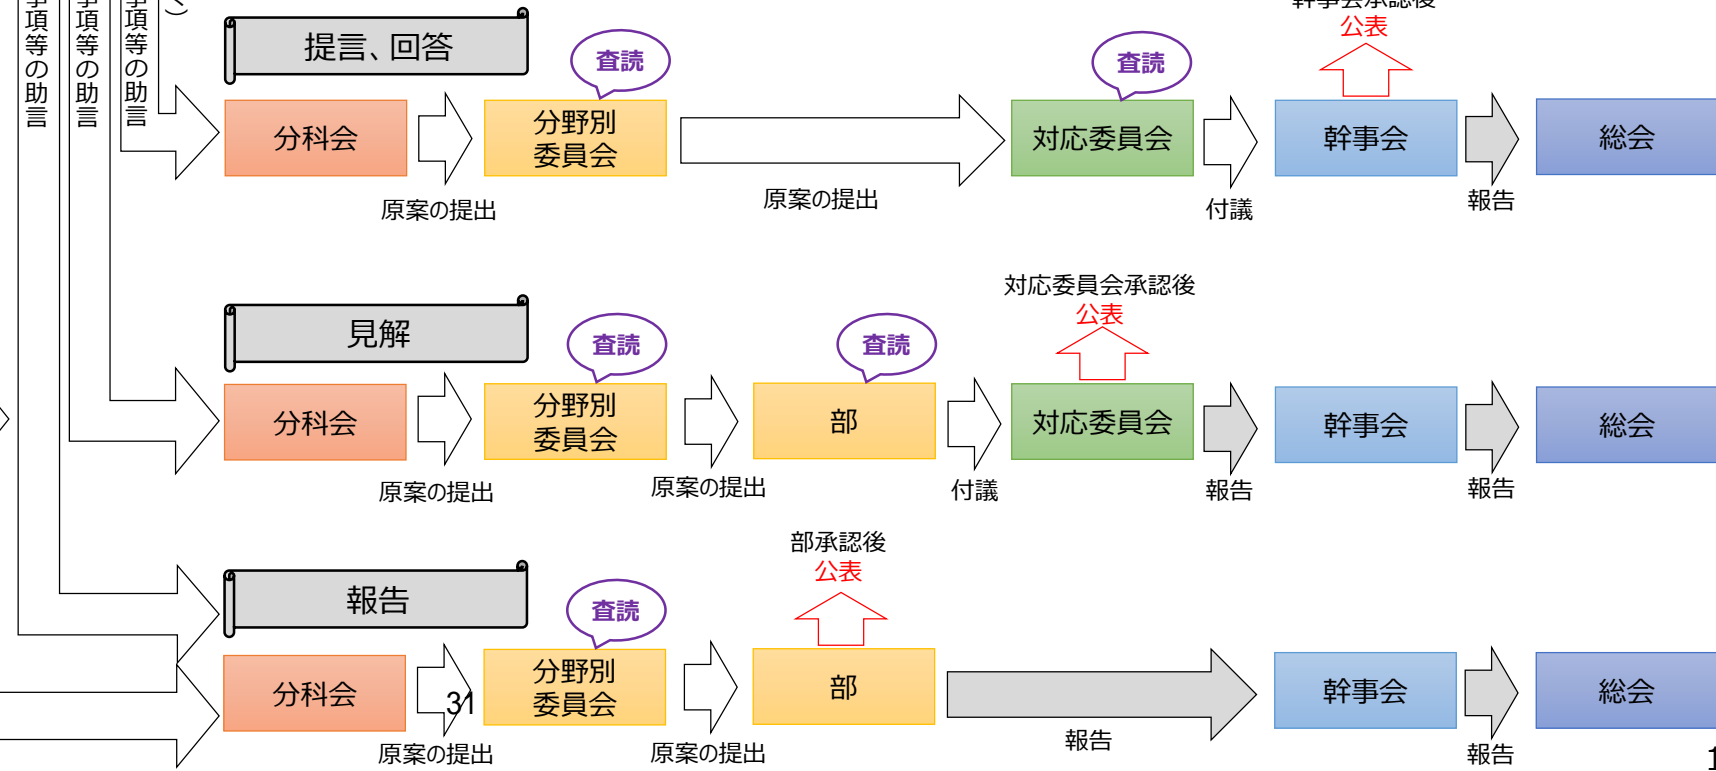 事項等の助言
事項等の助言
事項等の助言
提言、回答
査読
査読
幹事会承認後
公表
分科会
分野別
委員会
対応委員会
幹事会
総会
原案の提出
原案の提出
付議
報告
見解
査読
査読
対応委員会承認後
公表
分科会
分野別
委員会
部
対応委員会
幹事会
総会
原案の提出
原案の提出
付議
報告
報告
報告
査読
部承認後
公表
分科会
31
分野別
委員会
部
幹事会
総会
原案の提出
原案の提出
報告
報告